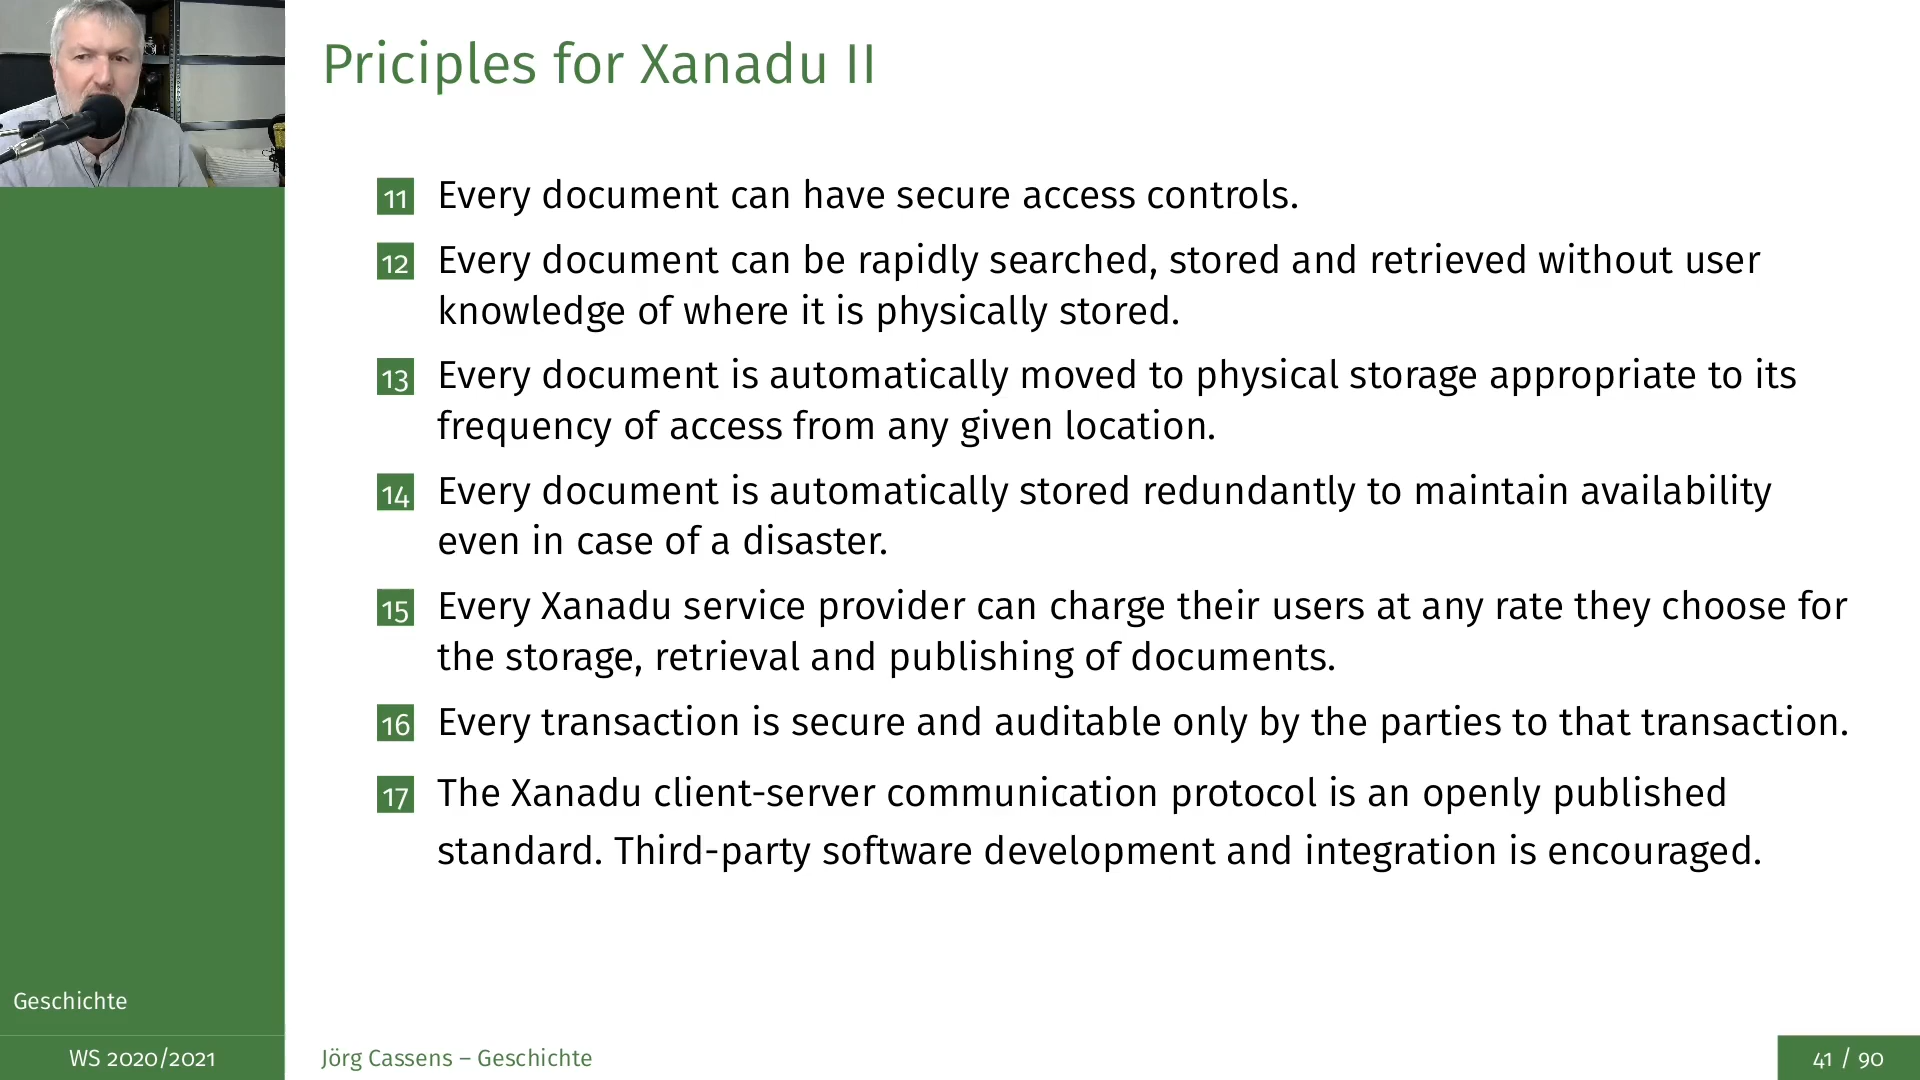 Priciples for Xanadu II
11 Every document can have secure access controls.
12 Every document can be rapidly searched, stored and retrieved without user
knowledge of where it is physically stored.
13 Every document is automatically moved to physical storage appropriate to its
frequency of access from any given location.
14 Every document is automatically stored redundantly to maintain availability
even in case of a disaster.
15 Every Xanadu service provider can charge their users at any rate they choose for
the storage, retrieval and publishing of documents.
16 Every transaction is secure and auditable only by the parties to that transaction.
17 The Xanadu client-server communication protocol is an openly published
standard. Third-party software development and integration is encouraged.
Geschichte
WS 2020/2021
Jörg Cassens – Geschichte
41 / 90